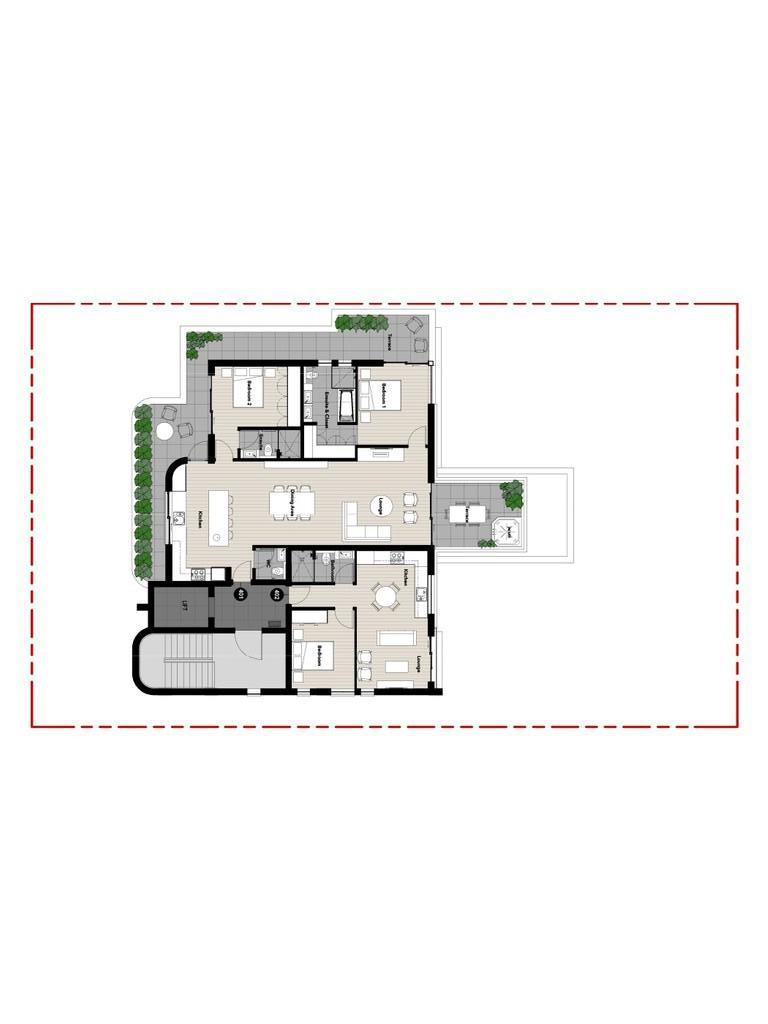 Terrace
Bedroom 2
Ensuite & Closet
Bedroom 1
Ensuite
Kitchen
Dining Area
Lounge
Terrace
WC
Bathroom
Kitchen
401
402
LIFT
Bedroom
Lounge